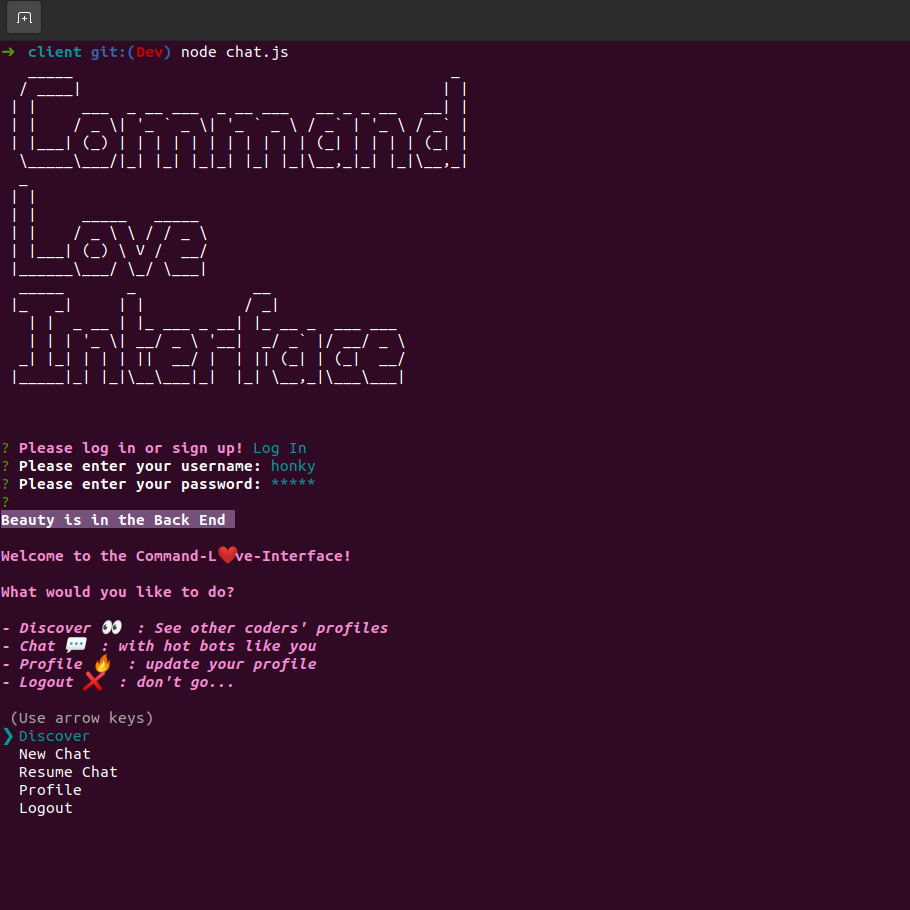 ➜ client git:(Dev) node chat.js
Command
Love
Interface
? Please log in or sign up! Log In
? Please enter your username: honky
? Please enter your password: *****
?
Beauty is in the Back End
Welcome to the Command-L❤️ve-Interface!
What would you like to do?
- Discover 👀 : See other coders' profiles
- Chat 💬 : with hot bots like you
- Profile 🔥 : update your profile
- Logout ❌ : don't go...
(Use arrow keys)
❯ Discover
New Chat
Resume Chat
Profile
Logout